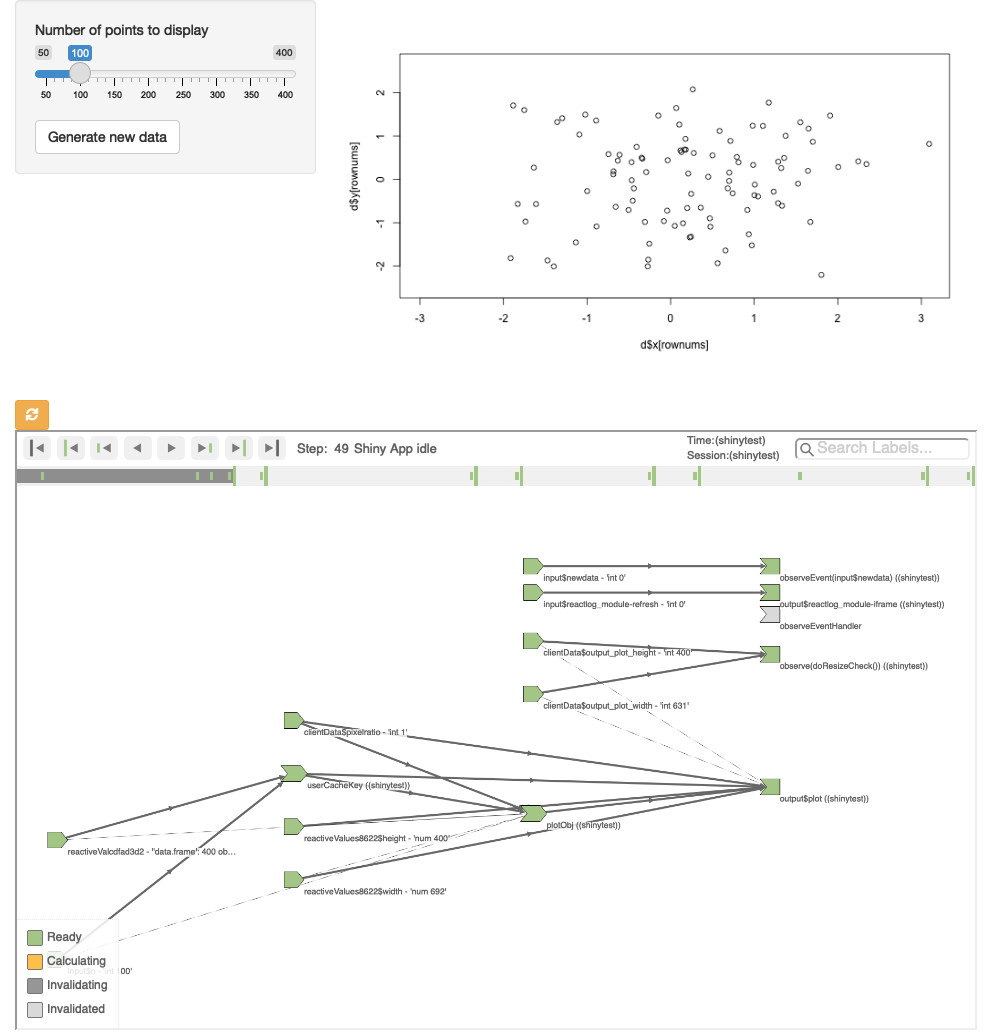 Number of points to display
50 100 400
50 100 150 200 250 300 350 400
Generate new data
2
1
0
-1
-2
d$y[rownums]
-3 -2 -1 0 1 2 3
d$x[rownums]
Step: 49 Shiny App idle
Time:(shinytest)
Session:(shinytest)
Search Labels...
input$newdata - 'int 0'
observeEvent(input$newdata) ((shinytest))
input$reactlog_module-refresh - 'int 0'
output$reactlog_module-iframe ((shinytest))
observeEventHandler
clientData$output_plot_height - 'int 400'
observe(doResizeCheck()) ((shinytest))
clientData$output_plot_width - 'int 631'
clientData$pixelratio - 'int 1'
userCacheKey ((shinytest))
output$plot ((shinytest))
plotObj ((shinytest))
reactiveValues8622$height - 'num 400'
reactiveValcdfad3d2 - "data.frame': 400 ob...
reactiveValues8622$width - 'num 692'
Ready
Calculating
input$n - 'int 100'
Invalidating
Invalidated